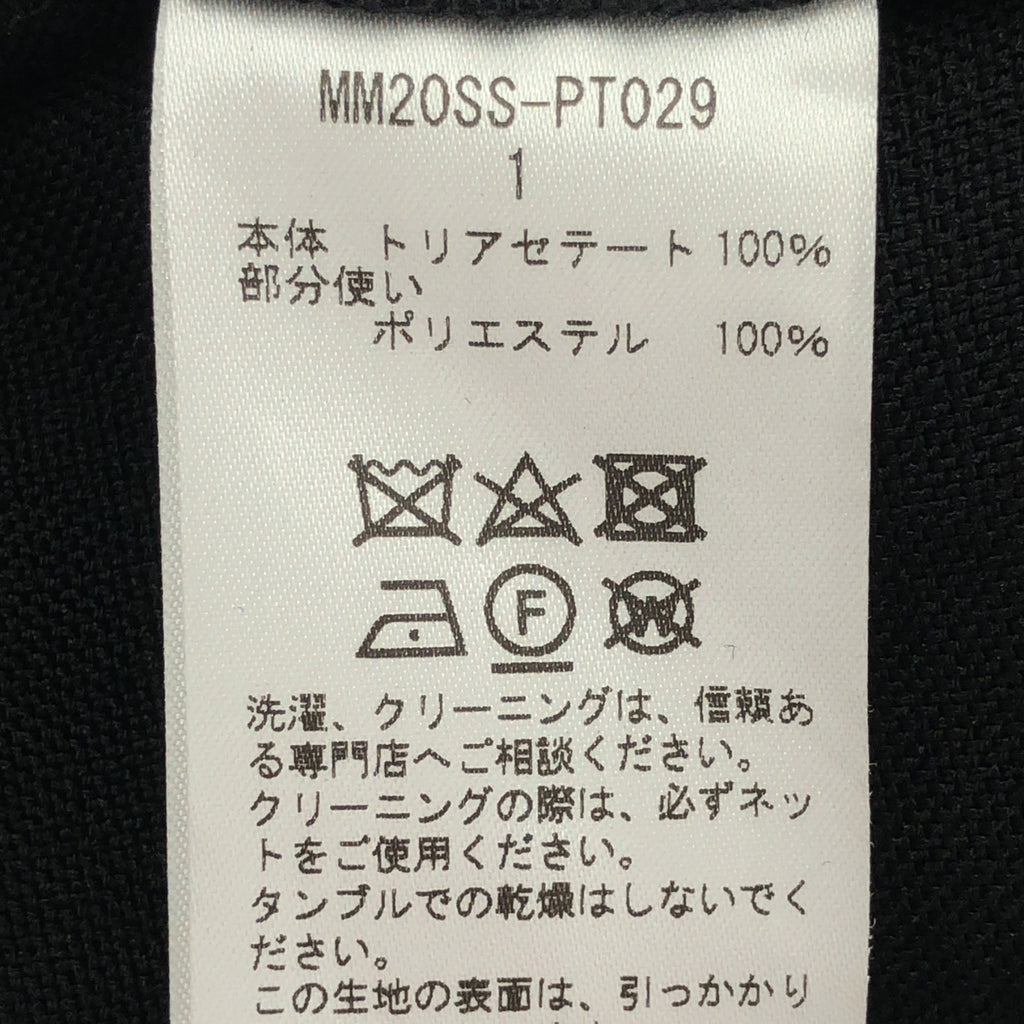 MM20SS-PT029
1
本体 トリアセテート 100%
部分使い
ポリエステル 100%
F
W
洗濯、クリーニングは、信頼あ
る専門店へご相談ください。
クリーニングの際は、必ずネッ
トをご使用ください。
タンブルでの乾燥はしないでく
ださい。
この生地の表面は、引っかかり